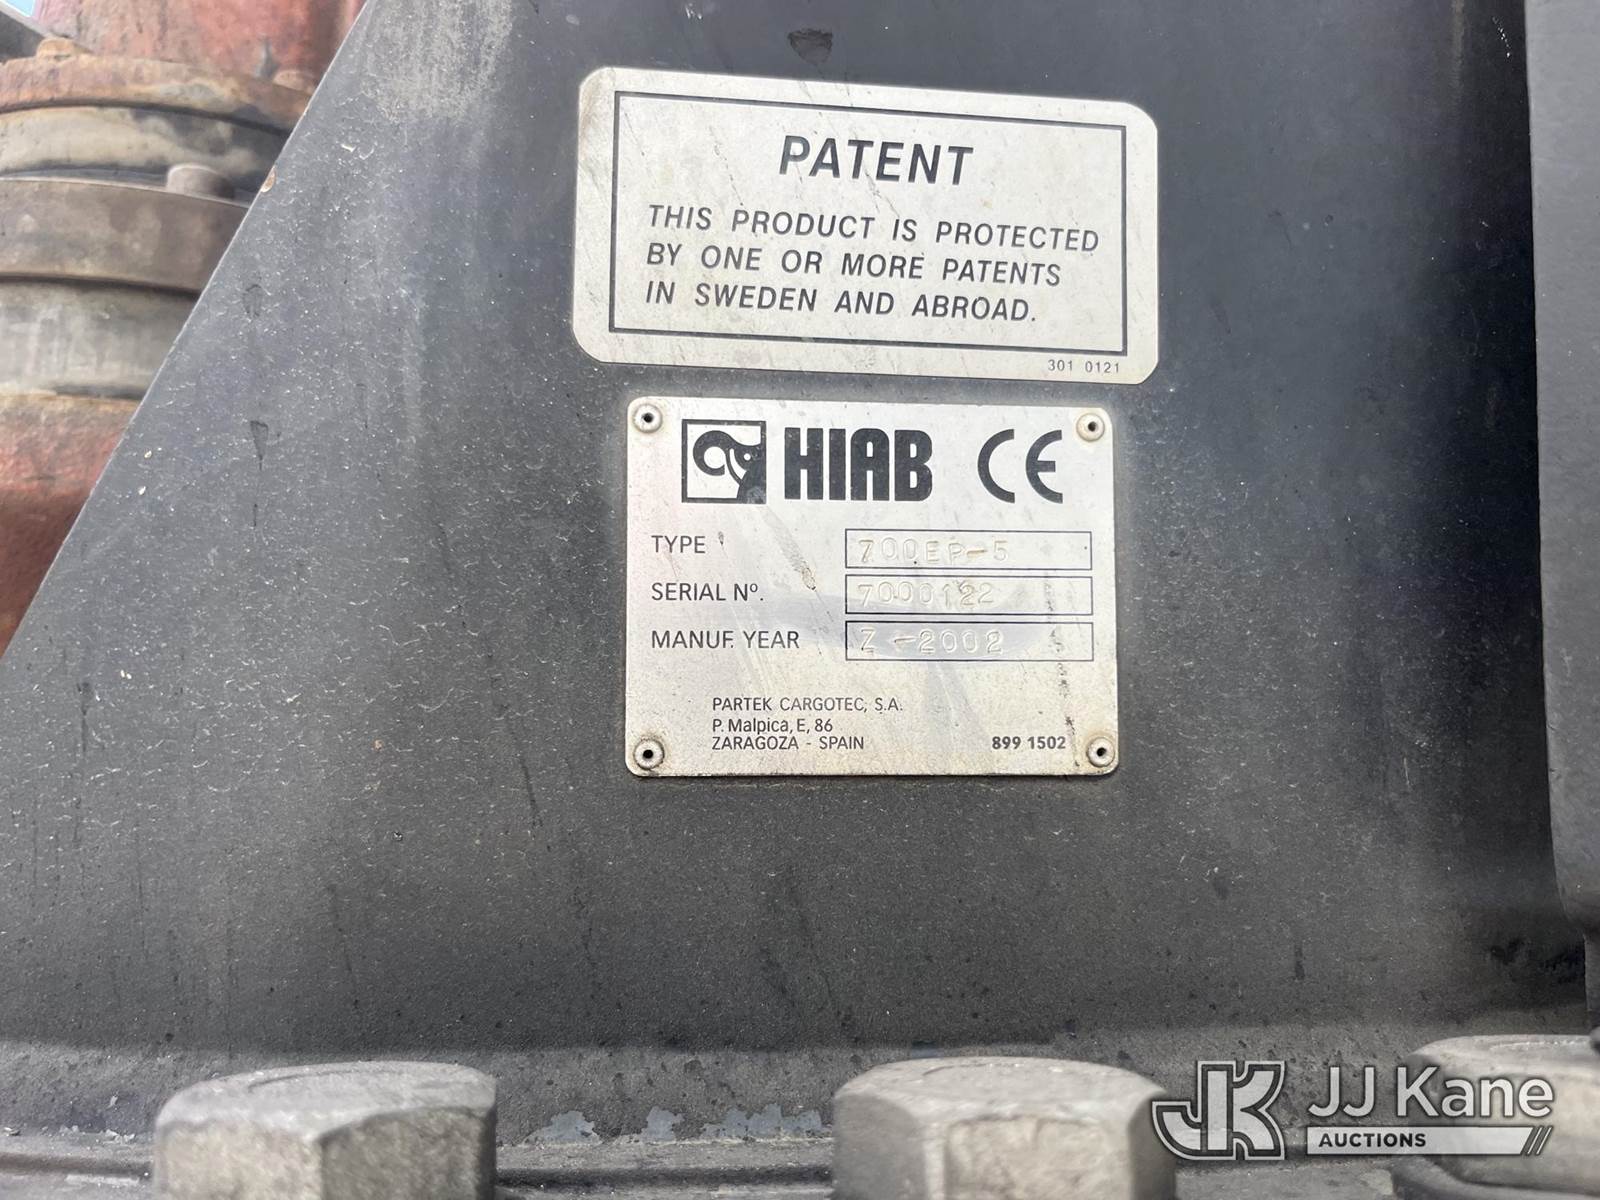 PATENT
THIS PRODUCT IS PROTECTED
BY ONE OR MORE PATENTS
IN SWEDEN AND ABROAD.
301 0121
HIAB CE
TYPE 700EP-5
SERIAL Nº. 7000122
MANUF. YEAR Z-2002
PARTEK CARGOTEC, S.A.
P. Malpica, E, 86
ZARAGOZA - SPAIN 899 1502
JK JJ Kane
AUCTIONS